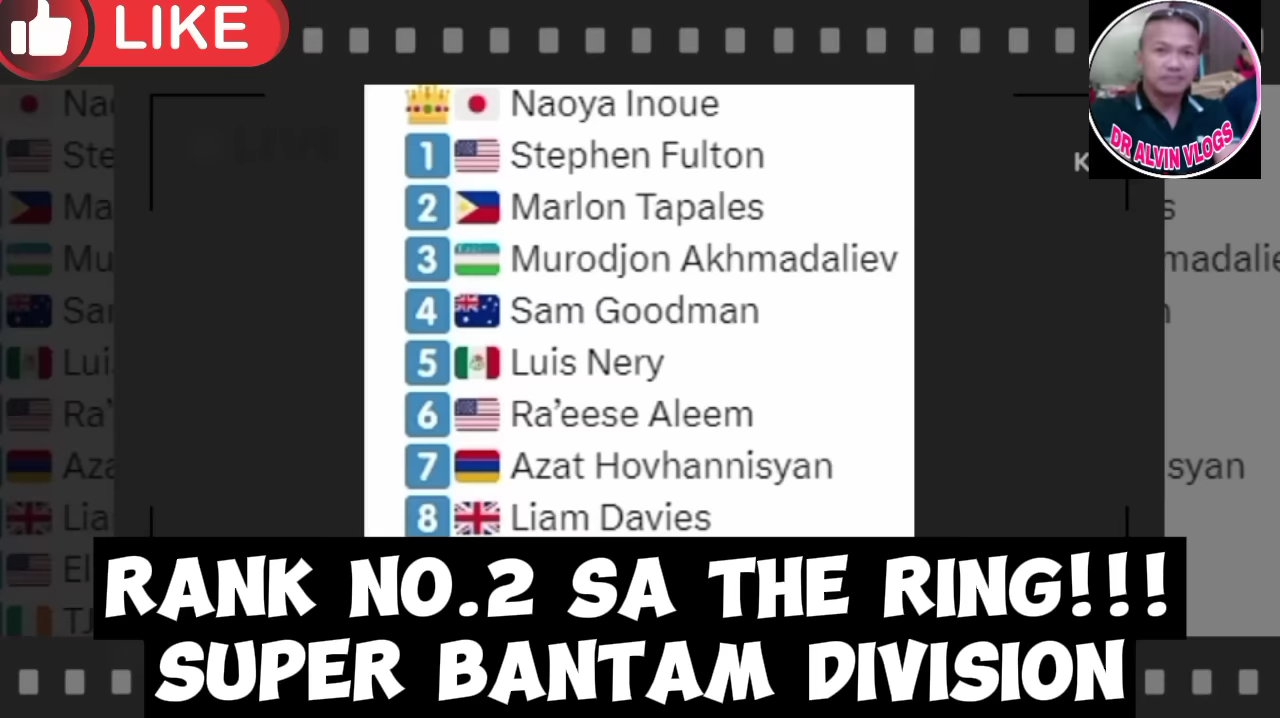 LIKE
Naoya Inoue
1 Stephen Fulton
2 Marlon Tapales
3 Murodjon Akhmadaliev
4 Sam Goodman
5 Luis Nery
6 Ra’eese Aleem
7 Azat Hovhannisyan
8 Liam Davies
DR ALVIN VLOGS
RANK NO.2 SA THE RING!!!
SUPER BANTAM DIVISION